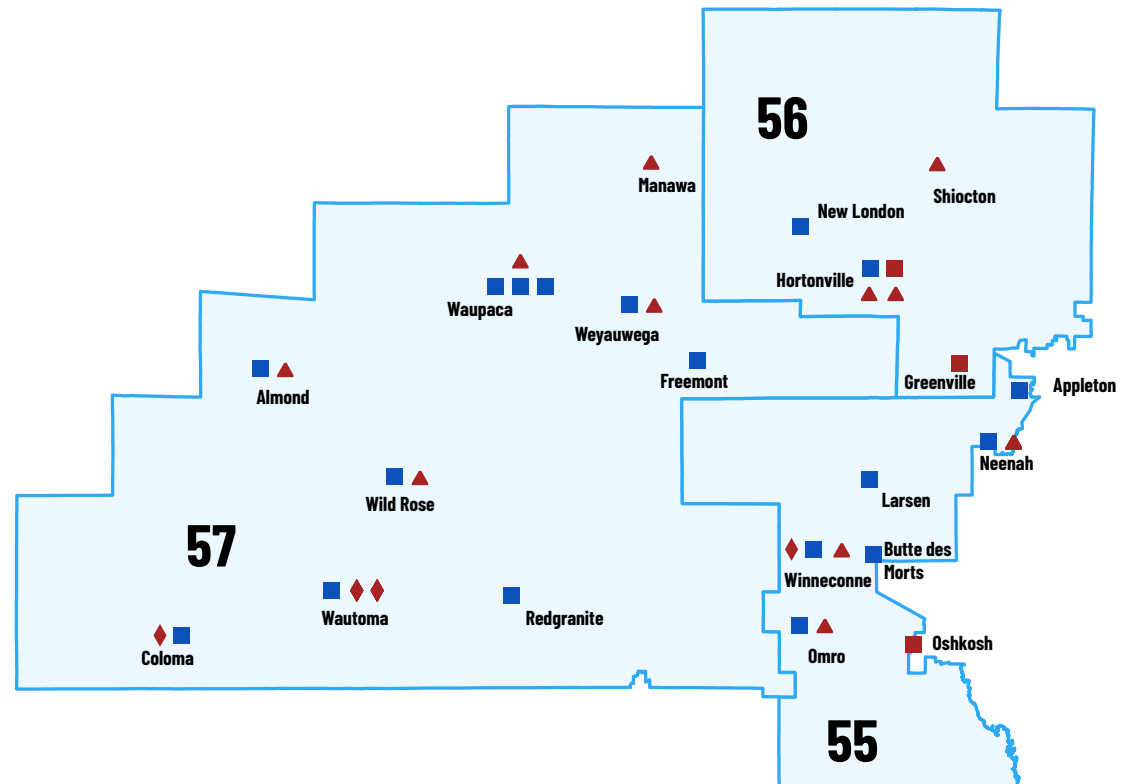 56
Manawa
Shiocton
New London
Hortonville
Waupaca
Weyauwega
Freemont
Greenville
Appleton
Almond
Neenah
Wild Rose
Larsen
57
Butte des
Morts
Winneconne
Wautoma
Redgranite
Oshkosh
Omro
Coloma
55